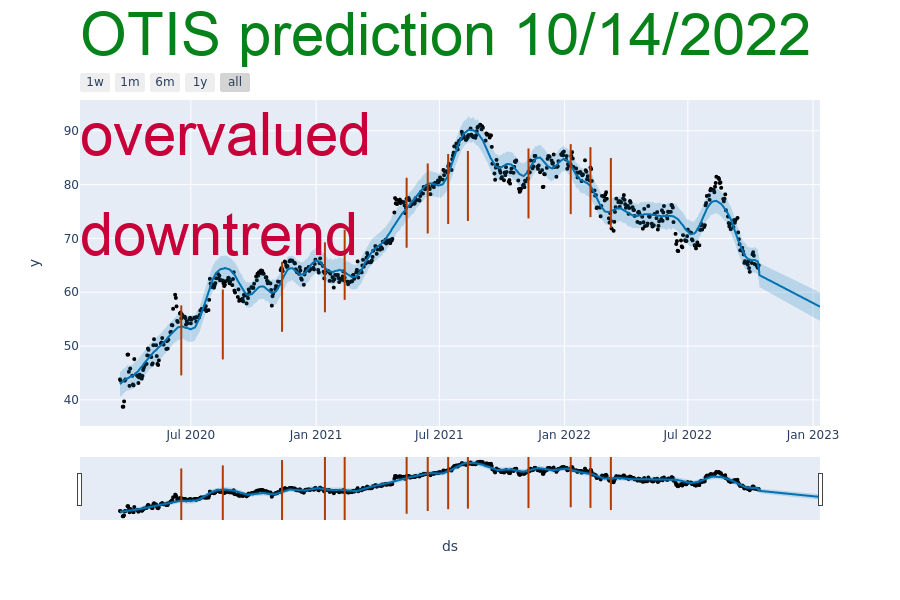 OTIS prediction 10/14/2022
1w 1m 6m 1y all
overvalued
downtrend
90
80
70
60
50
40
y
Jul 2020 Jan 2021 Jul 2021 Jan 2022 Jul 2022 Jan 2023
ds